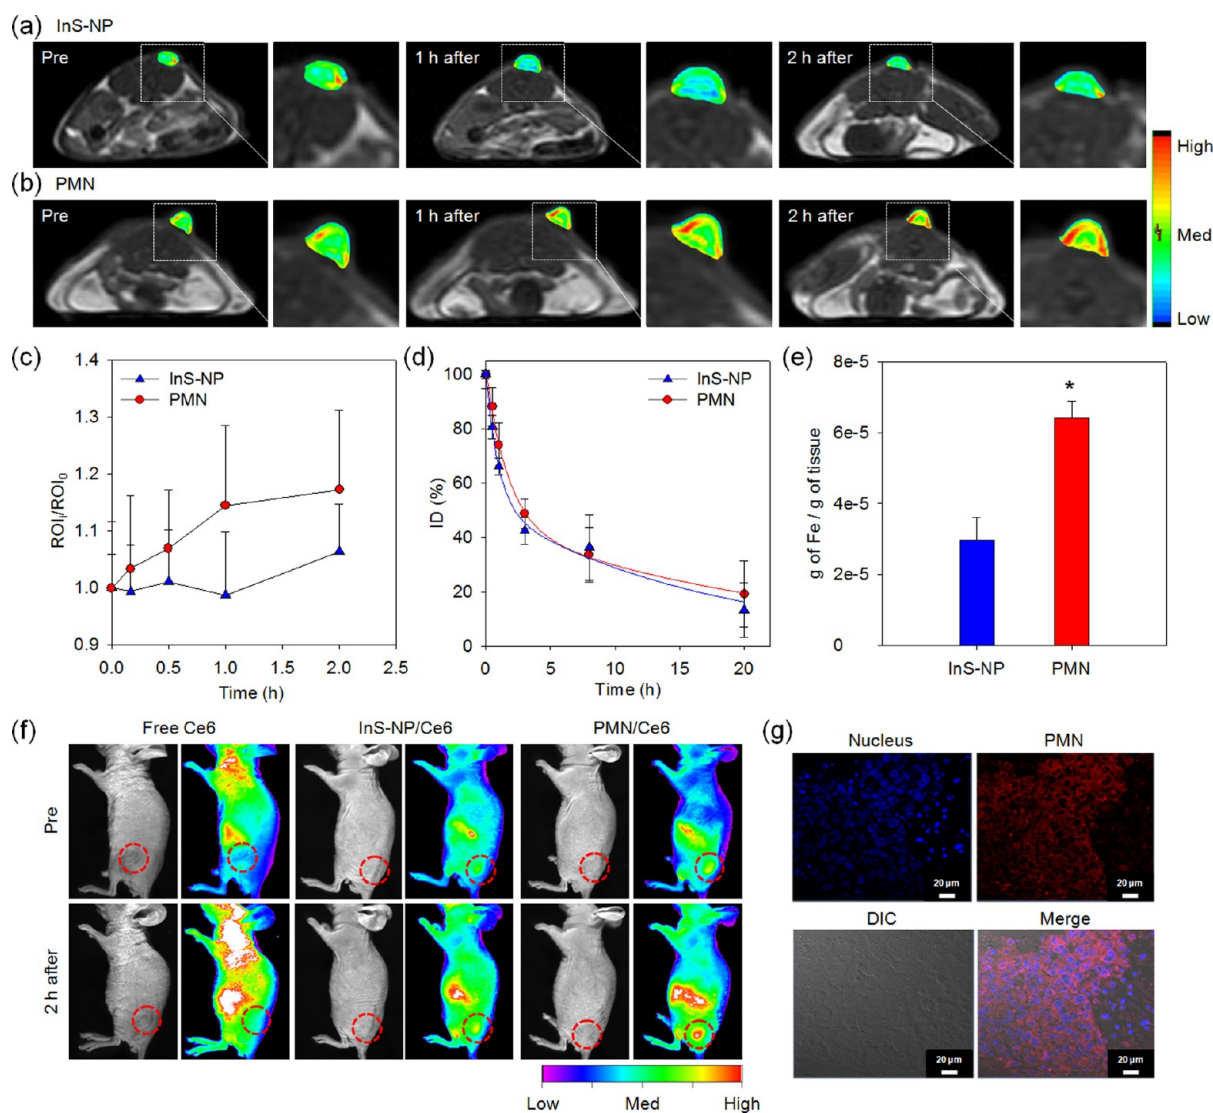 (a) InS-NP
Pre
1 h after
2 h after
High
Med
Low
(b) PMN
Pre
1 h after
2 h after
(c)
1.4
1.3
1.2
1.1
1.0
0.9
ROIi/ROI0
InS-NP
PMN
0.0 0.5 1.0 1.5 2.0 2.5
Time (h)
(d)
100
80
60
40
20
0
ID (%)
InS-NP
PMN
0 5 10 15 20
Time (h)
(e)
8e-5
6e-5
4e-5
2e-5
0
g of Fe / g of tissue
*
InS-NP PMN
(f)
Free Ce6 InS-NP/Ce6 PMN/Ce6
Pre
2 h after
Low Med High
(g)
Nucleus PMN
20 µm 20 µm
DIC Merge
20 µm 20 µm